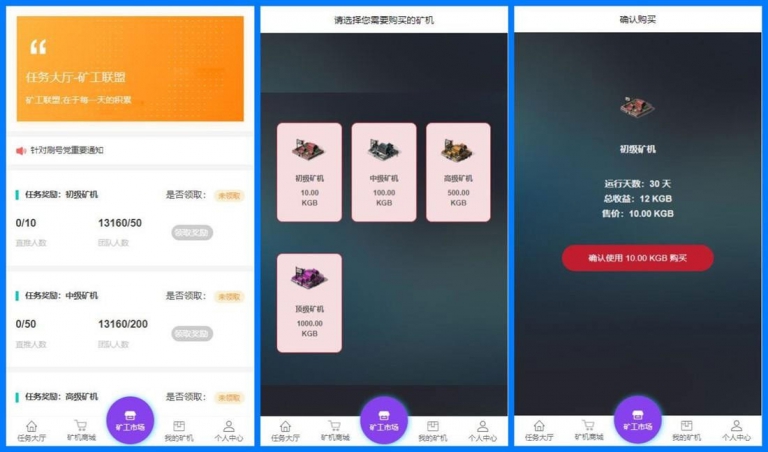 任务大厅-矿工联盟
矿工联盟,在于每一天的积累
针对刷号党重要通知
任务奖励：初级矿机 是否领取： 未领取
0/10 13160/50 领取奖励
直推人数 团队人数
任务奖励：中级矿机 是否领取： 未领取
0/50 13160/200 领取奖励
直推人数 团队人数
任务奖励：高级矿机 是否领取： 未领取
任务大厅 矿机商城 矿工市场 我的矿机 个人中心
请选择您需要购买的矿机
初级矿机
10.00
KGB
中级矿机
100.00
KGB
高级矿机
500.00
KGB
顶级矿机
1000.00
KGB
任务大厅 矿机商城 矿工市场 我的矿机 个人中心
确认购买
初级矿机
运行天数：30 天
总收益：12 KGB
售价：10.00 KGB
确认使用 10.00 KGB 购买
任务大厅 矿机商城 矿工市场 我的矿机 个人中心